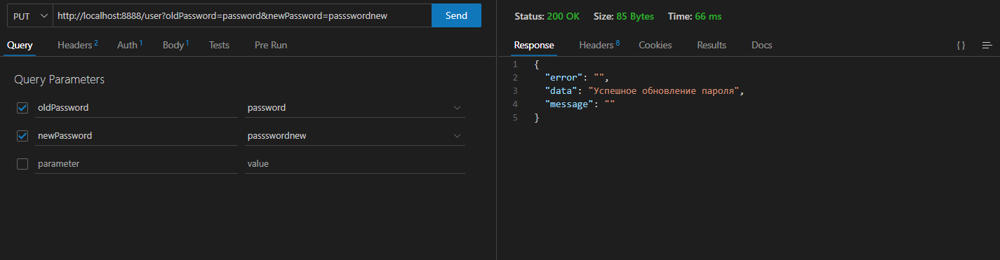 PUT http://localhost:8888/user?oldPassword=password&newPassword=passswordnew Send
Query Headers 2 Auth 1 Body 1 Tests Pre Run
Query Parameters
oldPassword password
newPassword passswordnew
parameter value
Status: 200 OK Size: 85 Bytes Time: 66 ms
Response Headers 8 Cookies Results Docs { }
1 {
2 "error": "",
3 "data": "Успешное обновление пароля",
4 "message": ""
5 }